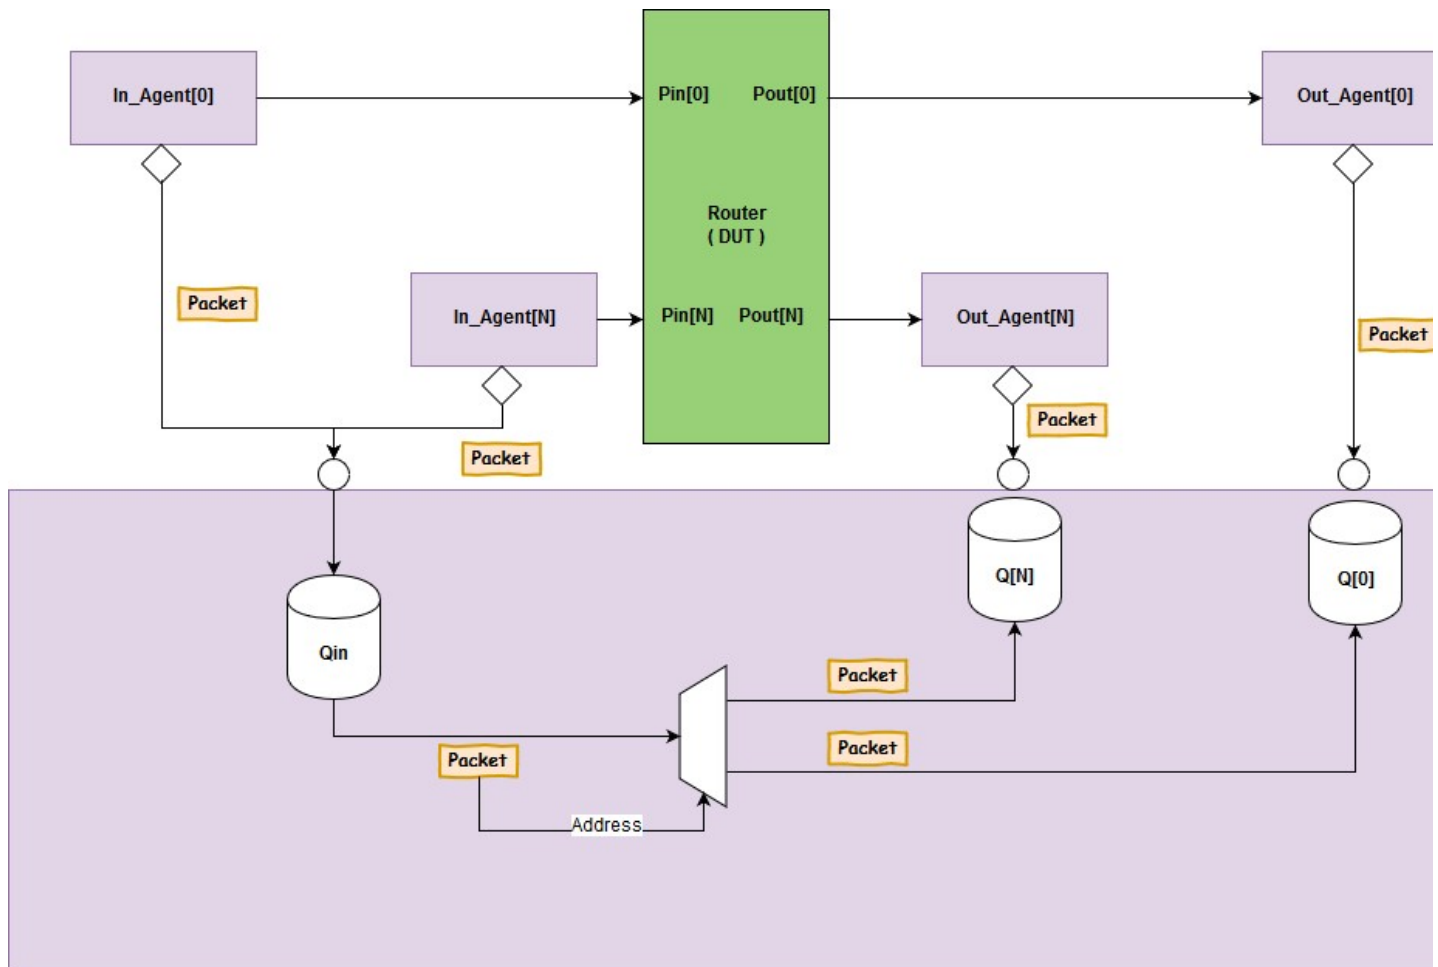 In_Agent[0]
Pin[0]
Pout[0]
Out_Agent[0]
Router
( DUT )
Packet
In_Agent[N]
Pin[N]
Pout[N]
Out_Agent[N]
Packet
Packet
Packet
Q[N]
Q[0]
Qin
Packet
Packet
Packet
Address